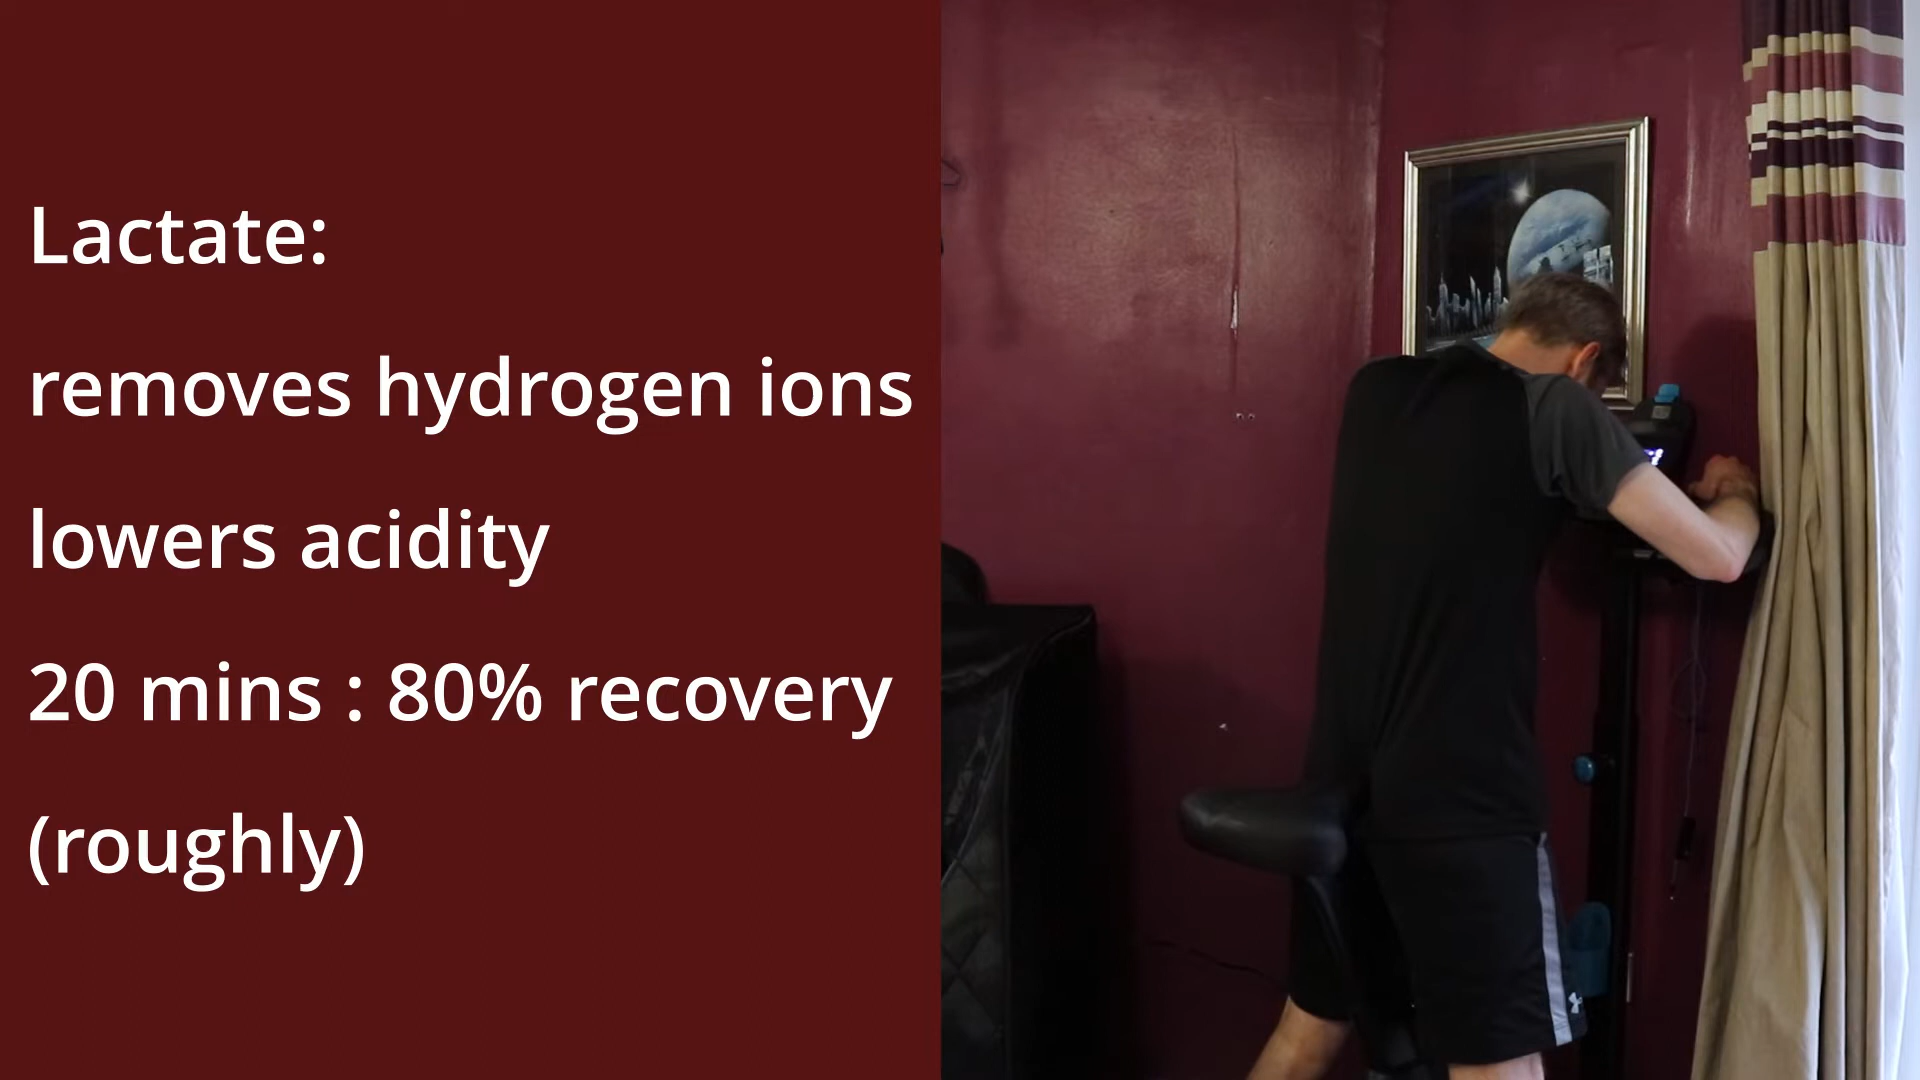 Lactate:
removes hydrogen ions
lowers acidity
20 mins : 80% recovery
(roughly)